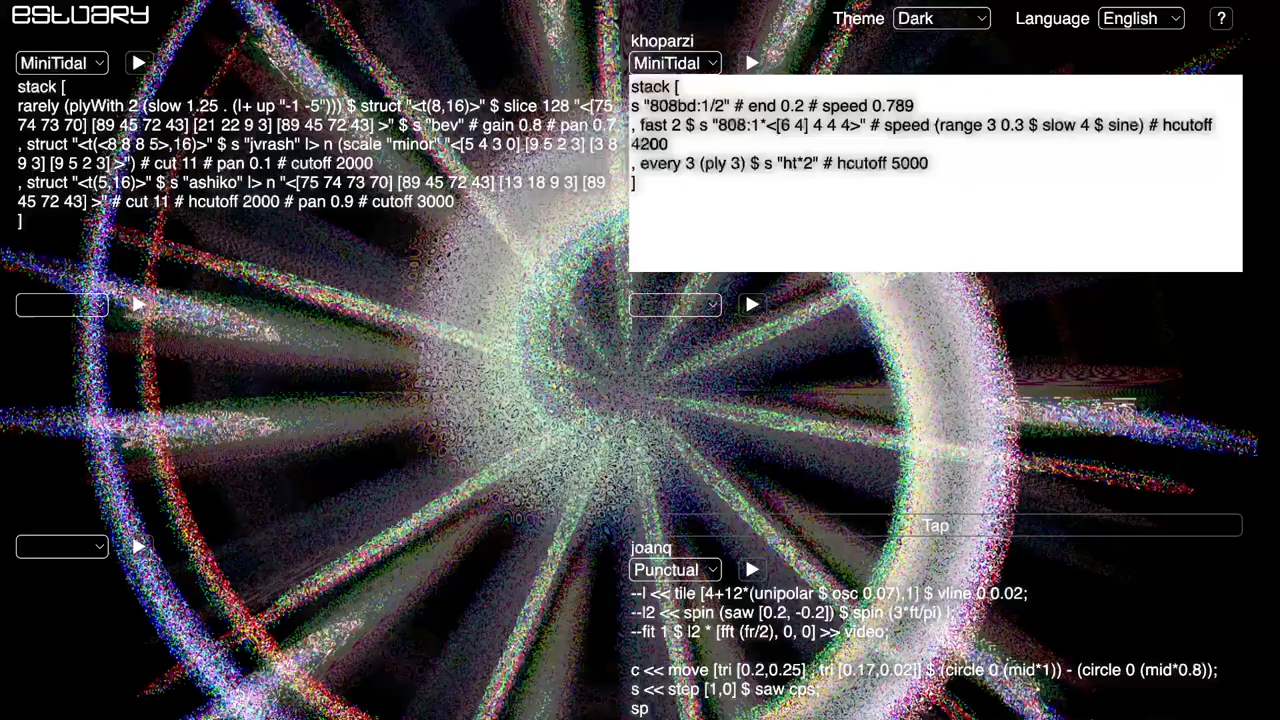 estuary
Theme Dark Language English ?
MiniTidal
stack [
rarely (plyWith 2 (slow 1.25 . (|+ up "-1 -5"))) $ struct "<t(8,16)>" $ slice 128 "<[75
74 73 70] [89 45 72 43] [21 22 9 3] [89 45 72 43] >" $ s "bev" # gain 0.8 # pan 0.7
, struct "<t(<8 8 8 5>,16)>" $ s "jvrash" |> n (scale "minor" "<[5 4 3 0] [9 5 2 3] [3 8
9 3] [9 5 2 3] >") # cut 11 # pan 0.1 # cutoff 2000
, struct "<t(5,16)>" $ s "ashiko" |> n "<[75 74 73 70] [89 45 72 43] [13 18 9 3] [89
45 72 43] >" # cut 11 # hcutoff 2000 # pan 0.9 # cutoff 3000
]
khoparzi
MiniTidal
stack [
s "808bd:1/2" # end 0.2 # speed 0.789
, fast 2 $ s "808:1*<[6 4] 4 4 4>" # speed (range 3 0.3 $ slow 4 $ sine) # hcutoff
4200
, every 3 (ply 3) $ s "ht*2" # hcutoff 5000
]
Tap
joanq
Punctual
--l << tile [4+12*(unipolar $ osc 0.07),1] $ vline 0 0.02;
--l2 << spin (saw [0.2, -0.2]) $ spin (3*ft/pi) l;
--fit 1 $ l2 * [fft (fr/2), 0, 0] >> video;
c << move [tri [0.2,0.25] , tri [0.17,0.02]] $ (circle 0 (mid*1)) - (circle 0 (mid*0.8));
s << step [1,0] $ saw cps;
sp